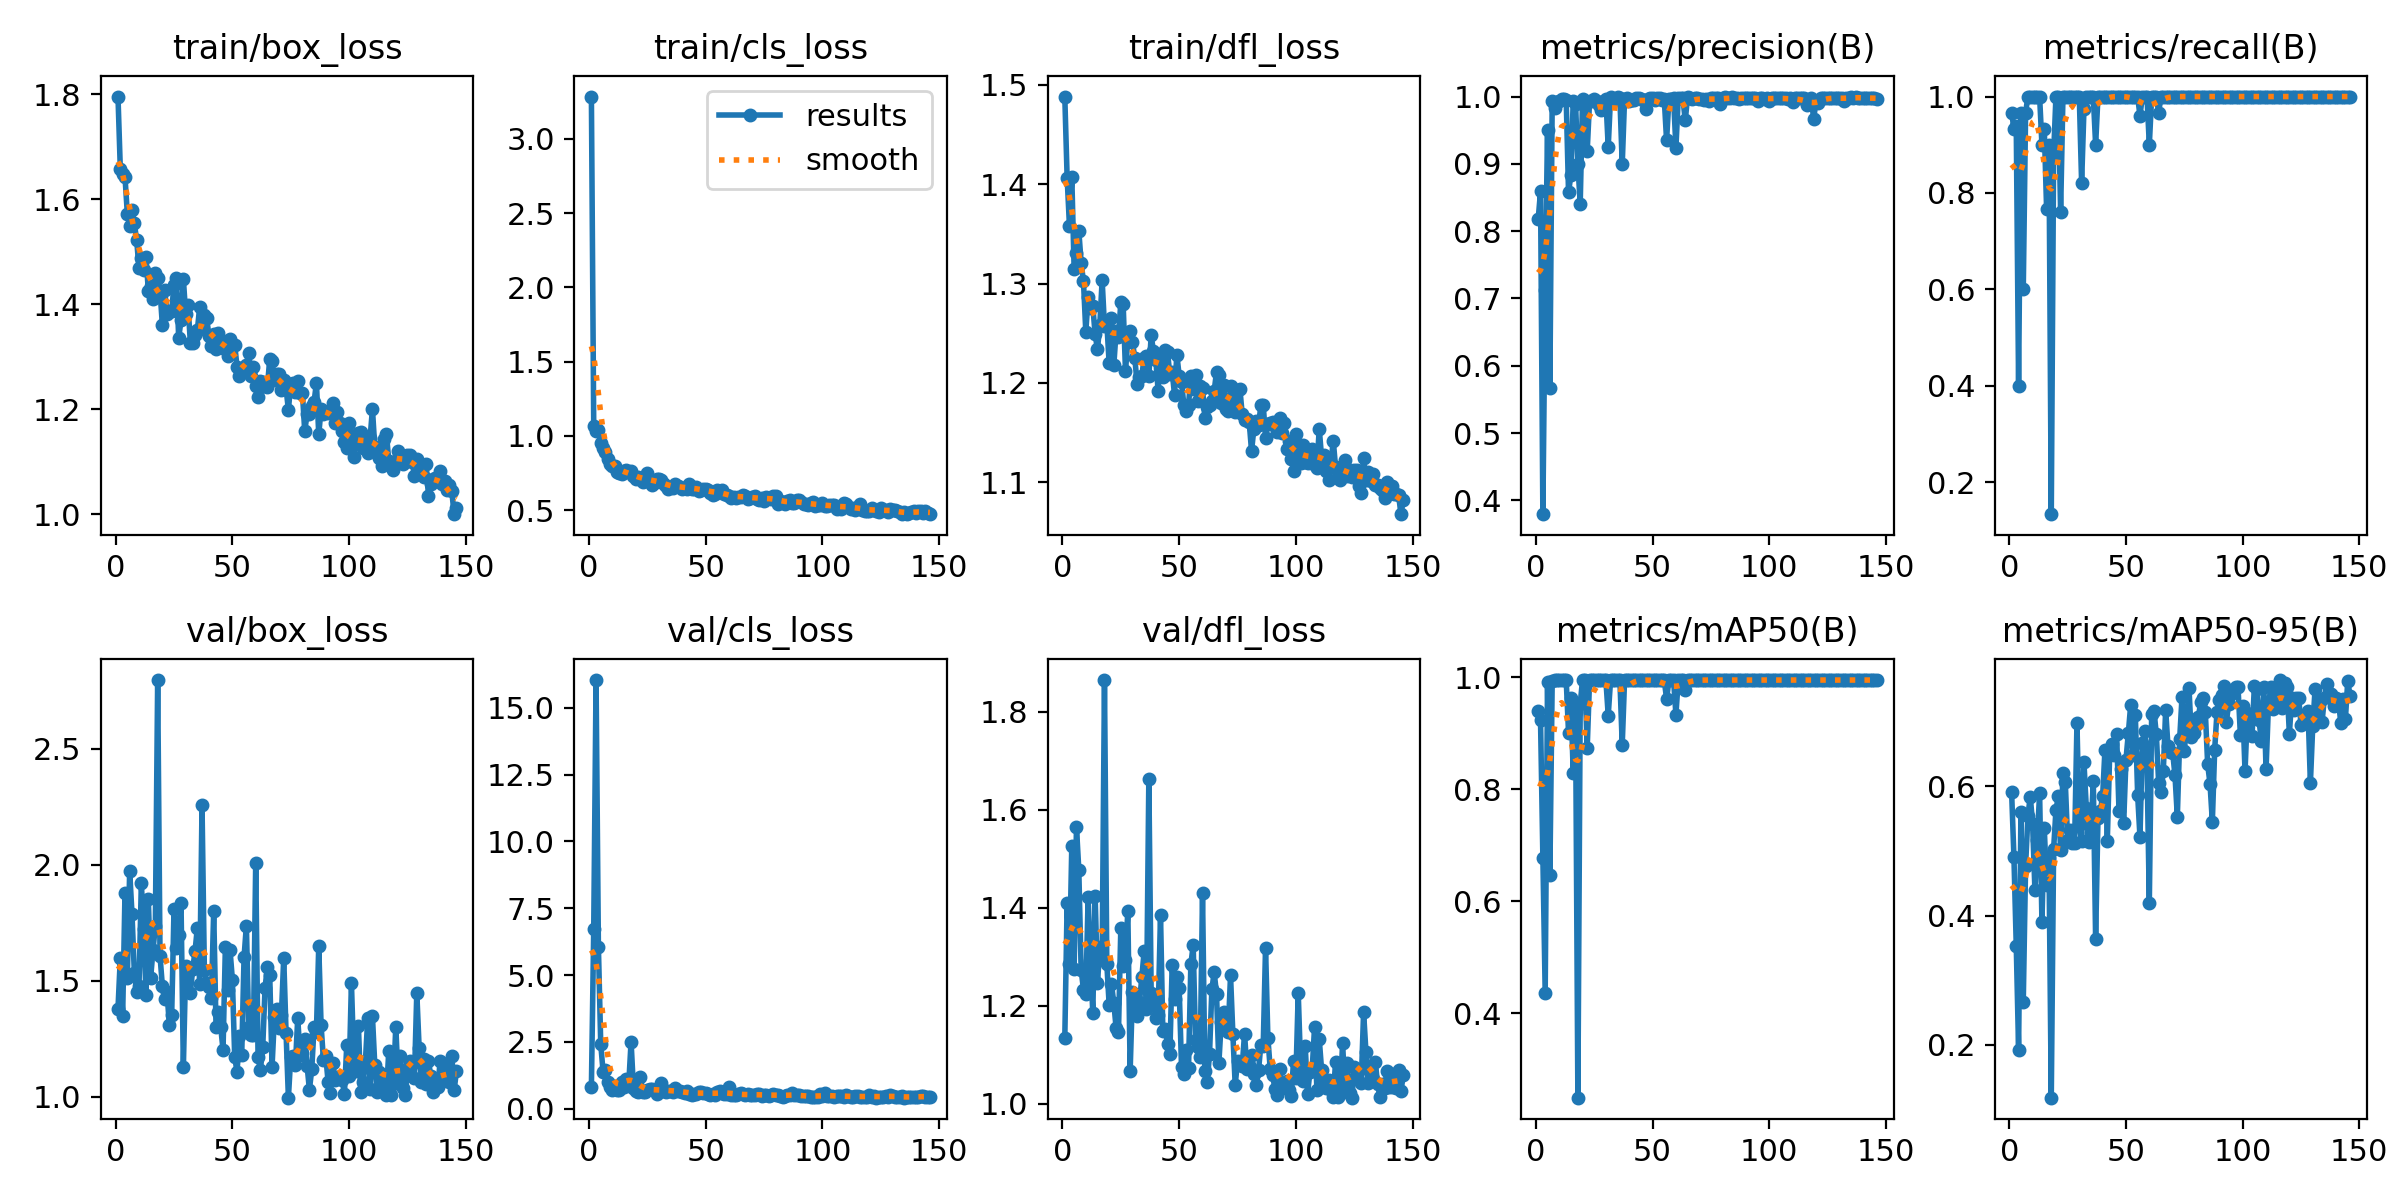 train/box_loss
1.8
1.6
1.4
1.2
1.0
0 50 100 150
train/cls_loss
results
smooth
3.0
2.5
2.0
1.5
1.0
0.5
0 50 100 150
train/dfl_loss
1.5
1.4
1.3
1.2
1.1
0 50 100 150
metrics/precision(B)
1.0
0.9
0.8
0.7
0.6
0.5
0.4
0 50 100 150
metrics/recall(B)
1.0
0.8
0.6
0.4
0.2
0 50 100 150
val/box_loss
2.5
2.0
1.5
1.0
0 50 100 150
val/cls_loss
15.0
12.5
10.0
7.5
5.0
2.5
0.0
0 50 100 150
val/dfl_loss
1.8
1.6
1.4
1.2
1.0
0 50 100 150
metrics/mAP50(B)
1.0
0.8
0.6
0.4
0 50 100 150
metrics/mAP50-95(B)
0.6
0.4
0.2
0 50 100 150